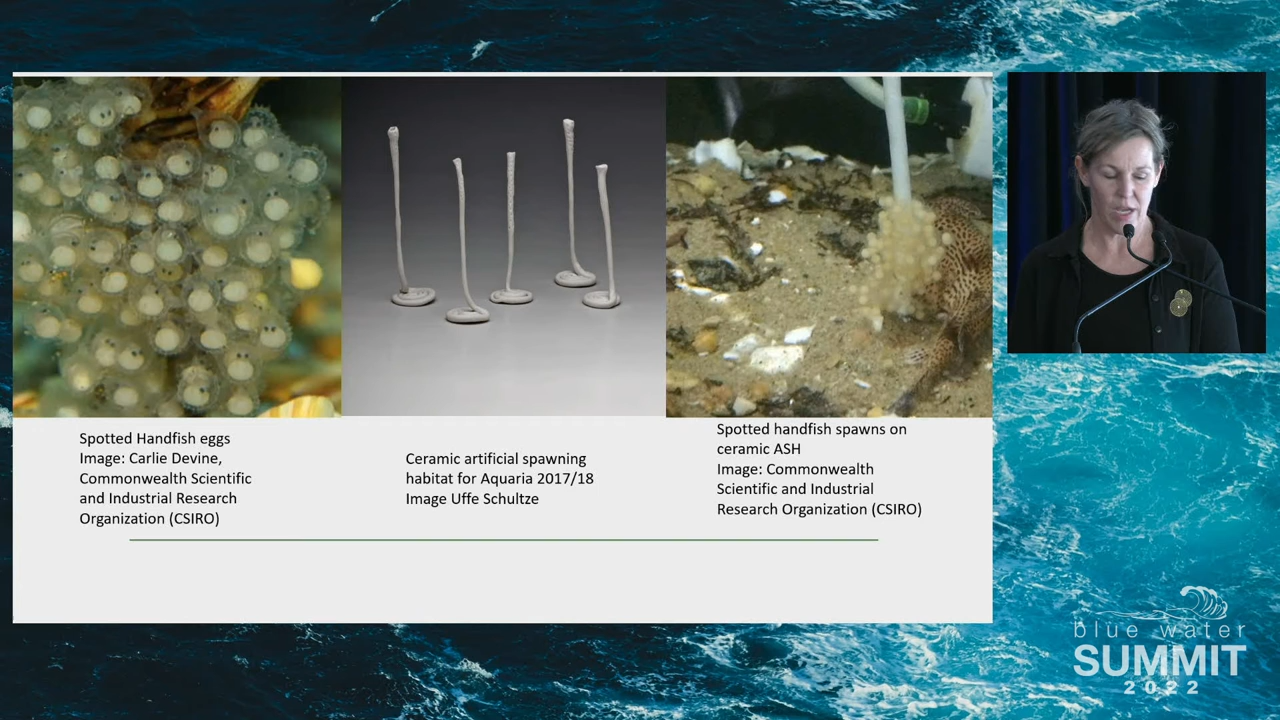 Spotted Handfish eggs
Image: Carlie Devine,
Commonwealth Scientific
and Industrial Research
Organization (CSIRO)
Ceramic artificial spawning
habitat for Aquaria 2017/18
Image Uffe Schultze
Spotted handfish spawns on
ceramic ASH
Image: Commonwealth
Scientific and Industrial
Research Organization (CSIRO)
blue water
SUMMIT
2022